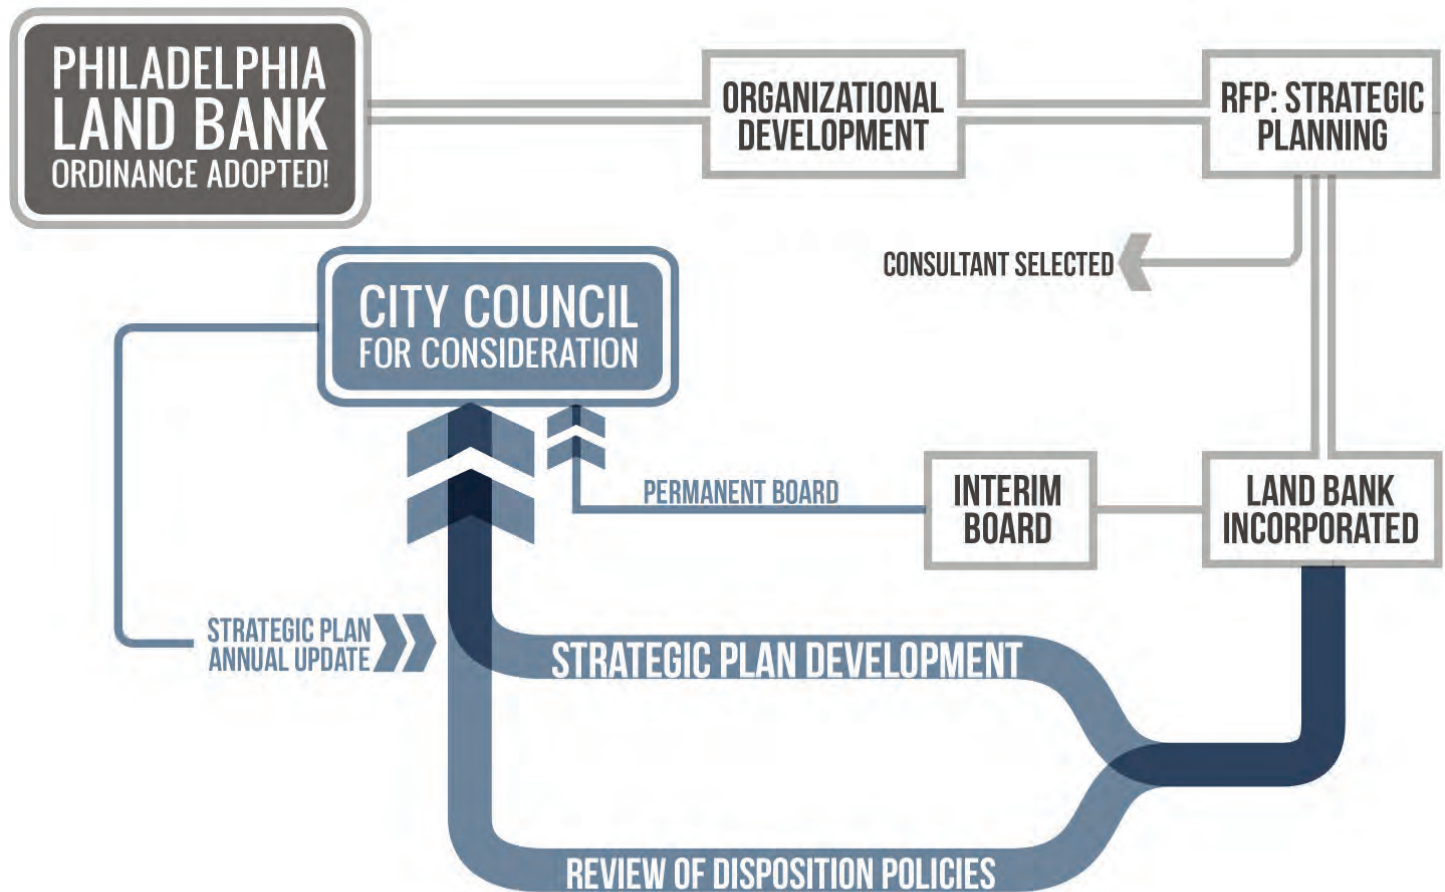 PHILADELPHIA
LAND BANK
ORDINANCE ADOPTED!
ORGANIZATIONAL
DEVELOPMENT
RFP: STRATEGIC
PLANNING
CONSULTANT SELECTED
CITY COUNCIL
FOR CONSIDERATION
PERMANENT BOARD
INTERIM
BOARD
LAND BANK
INCORPORATED
STRATEGIC PLAN
ANNUAL UPDATE
STRATEGIC PLAN DEVELOPMENT
REVIEW OF DISPOSITION POLICIES